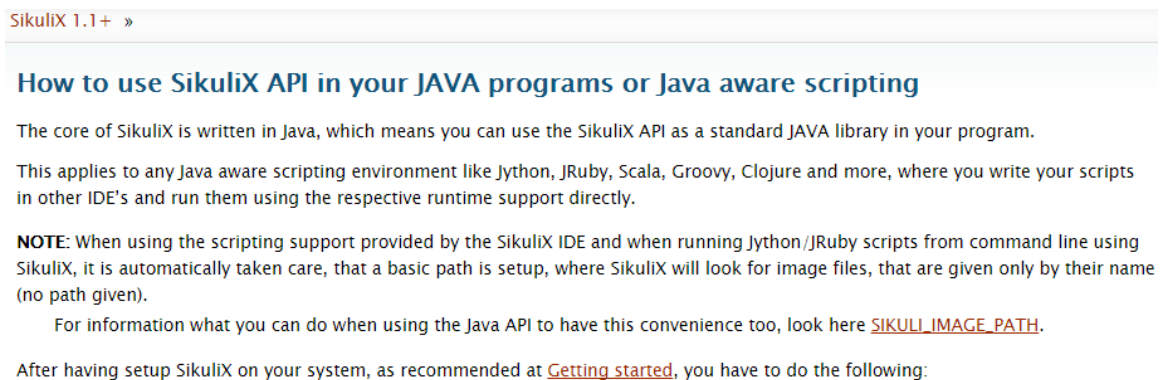 SikuliX 1.1+ »
How to use SikuliX API in your JAVA programs or Java aware scripting
The core of SikuliX is written in Java, which means you can use the SikuliX API as a standard JAVA library in your program.
This applies to any Java aware scripting environment like Jython, JRuby, Scala, Groovy, Clojure and more, where you write your scripts
in other IDE's and run them using the respective runtime support directly.
NOTE: When using the scripting support provided by the SikuliX IDE and when running Jython/JRuby scripts from command line using
SikuliX, it is automatically taken care, that a basic path is setup, where SikuliX will look for image files, that are given only by their name
(no path given).
For information what you can do when using the Java API to have this convenience too, look here SIKULI_IMAGE_PATH.
After having setup SikuliX on your system, as recommended at Getting started, you have to do the following: